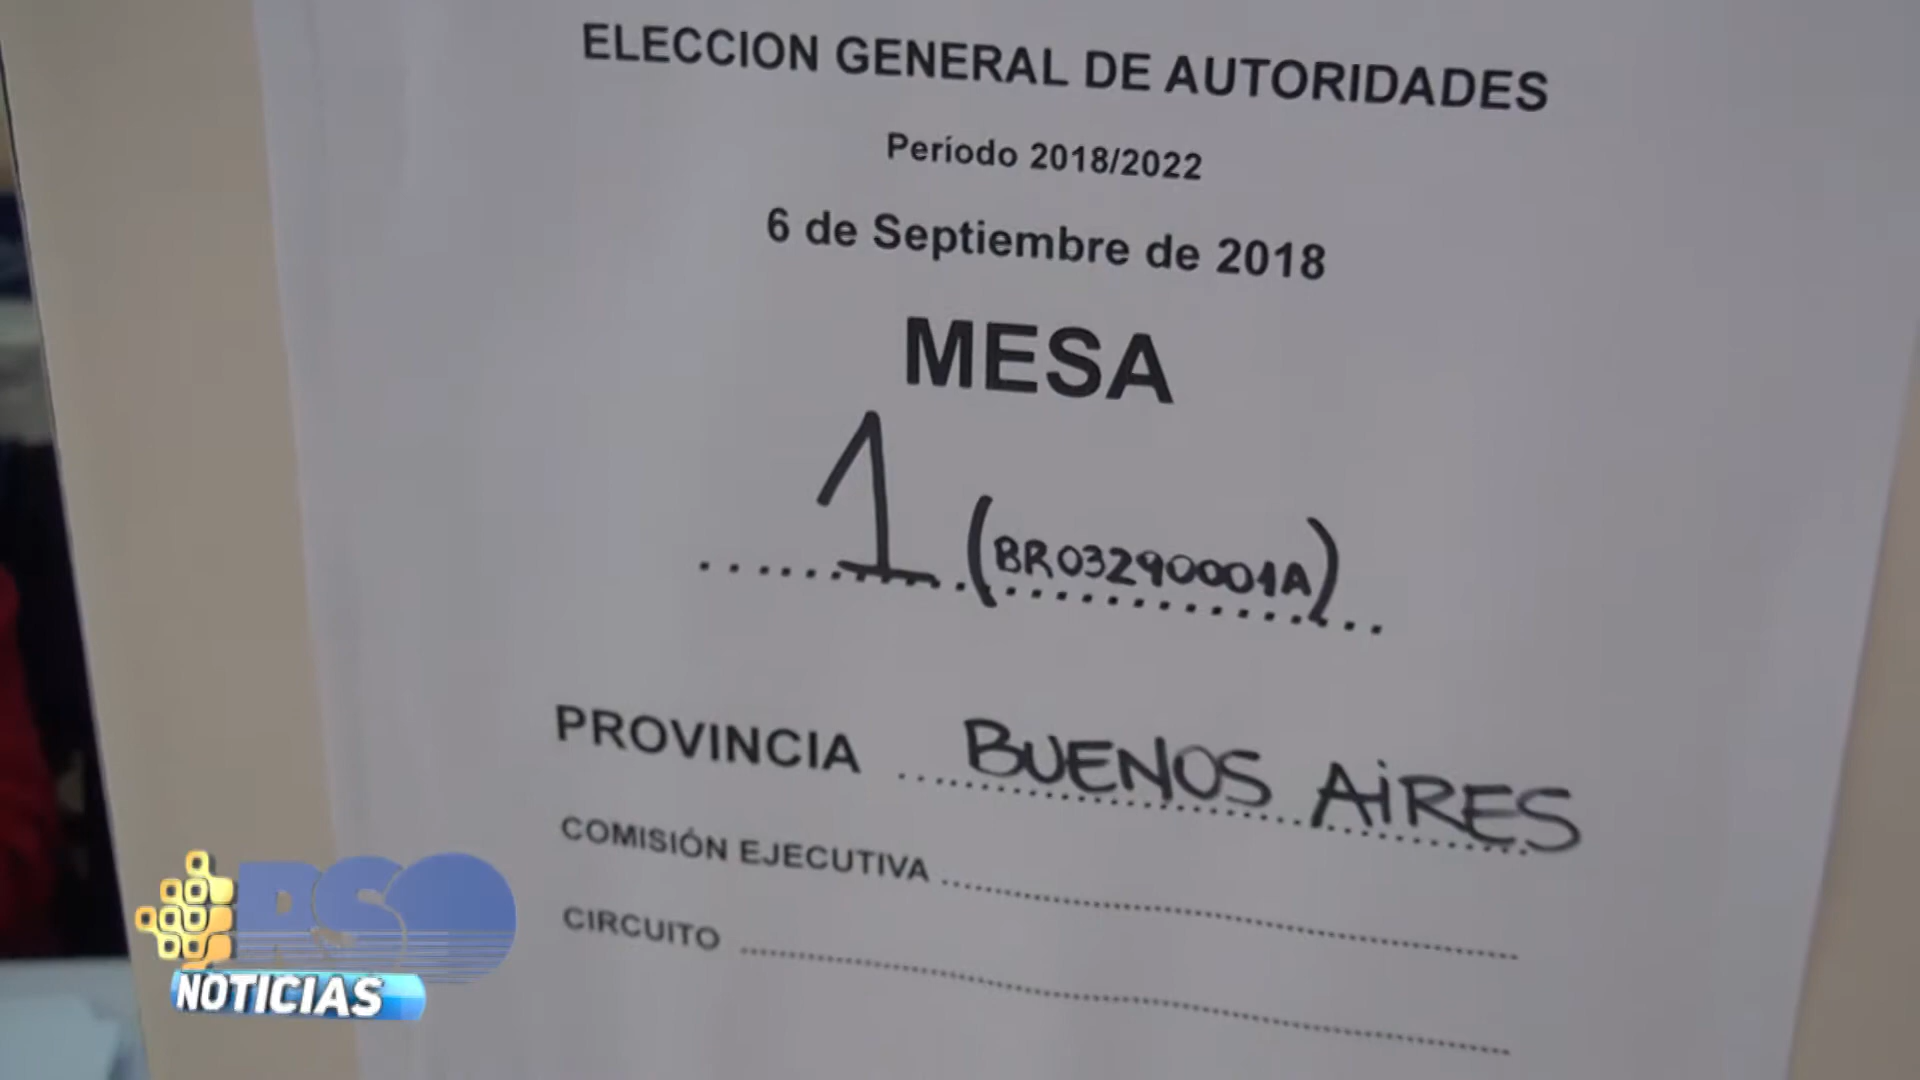 ELECCION GENERAL DE AUTORIDADES
Período 2018/2022
6 de Septiembre de 2018
MESA
1 (BR03290001A)
PROVINCIA BUENOS AIRES
COMISIÓN EJECUTIVA
CIRCUITO
RSO
NOTICIAS